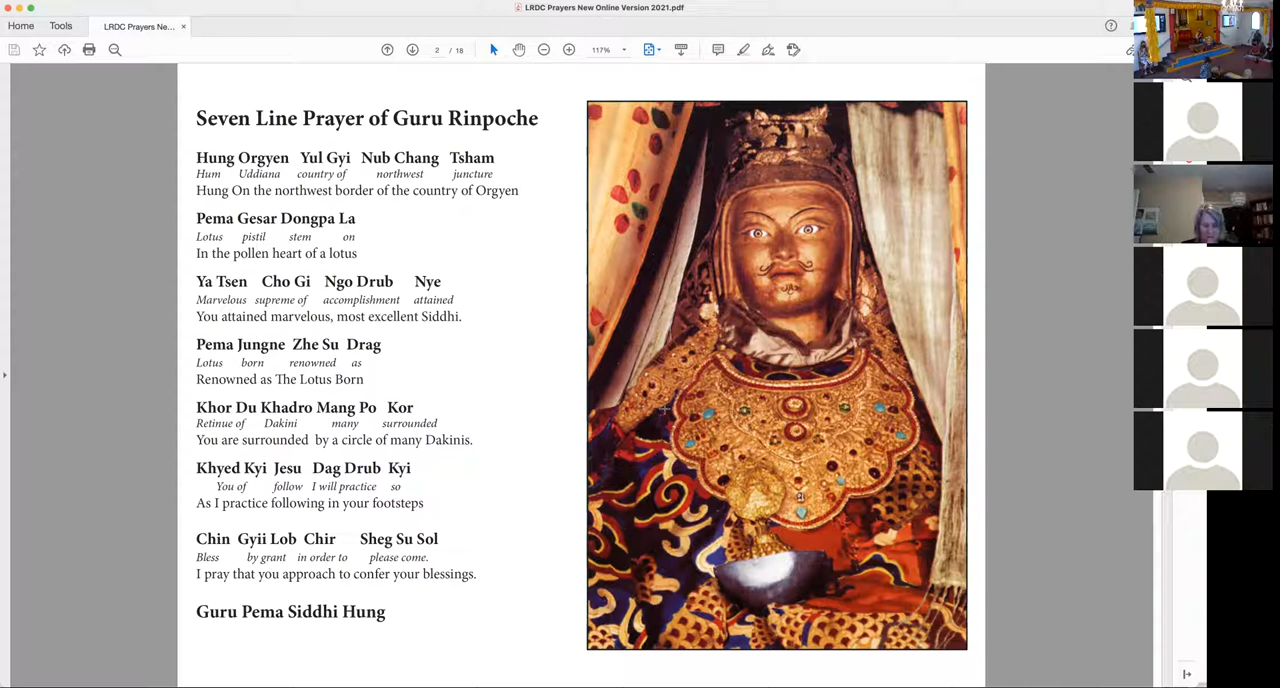 LRDC Prayers New Online Version 2021.pdf
Home Tools LRDC Prayers Ne... ×
2 / 18 117%
Seven Line Prayer of Guru Rinpoche
Hung Orgyen Yul Gyi Nub Chang Tsham
Hum Uddiana country of northwest juncture
Hung On the northwest border of the country of Orgyen
Pema Gesar Dongpa La
Lotus pistil stem on
In the pollen heart of a lotus
Ya Tsen Cho Gi Ngo Drub Nye
Marvelous supreme of accomplishment attained
You attained marvelous, most excellent Siddhi.
Pema Jungne Zhe Su Drag
Lotus born renowned as
Renowned as The Lotus Born
Khor Du Khadro Mang Po Kor
Retinue of Dakini many surrounded
You are surrounded by a circle of many Dakinis.
Khyed Kyi Jesu Dag Drub Kyi
You of follow I will practice so
As I practice following in your footsteps
Chin Gyii Lob Chir Sheg Su Sol
Bless by grant in order to please come.
I pray that you approach to confer your blessings.
Guru Pema Siddhi Hung